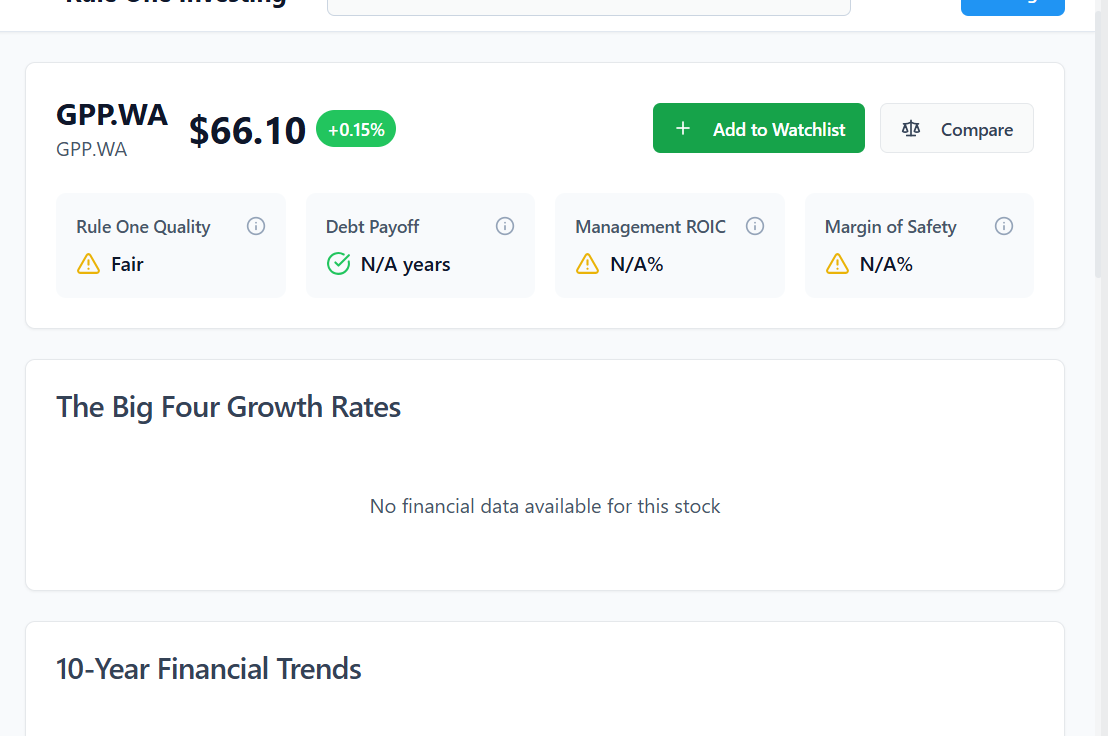 GPP.WA
GPP.WA
$66.10
+0.15%
Add to Watchlist
Compare
Rule One Quality
Fair
Debt Payoff
N/A years
Management ROIC
N/A%
Margin of Safety
N/A%
The Big Four Growth Rates
No financial data available for this stock
10-Year Financial Trends